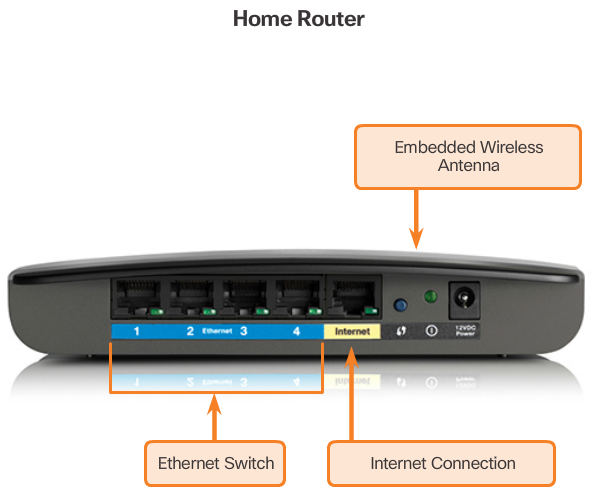 Home Router
Embedded Wireless
Antenna
1 2 Ethernet 3 4 Internet
12VDC
Power
Ethernet Switch
Internet Connection